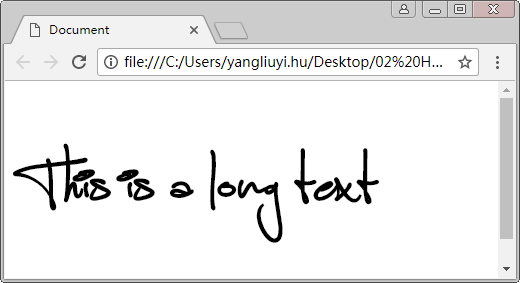 Document
file:///C:/Users/yangliuyi.hu/Desktop/02%20H...
This is a long text